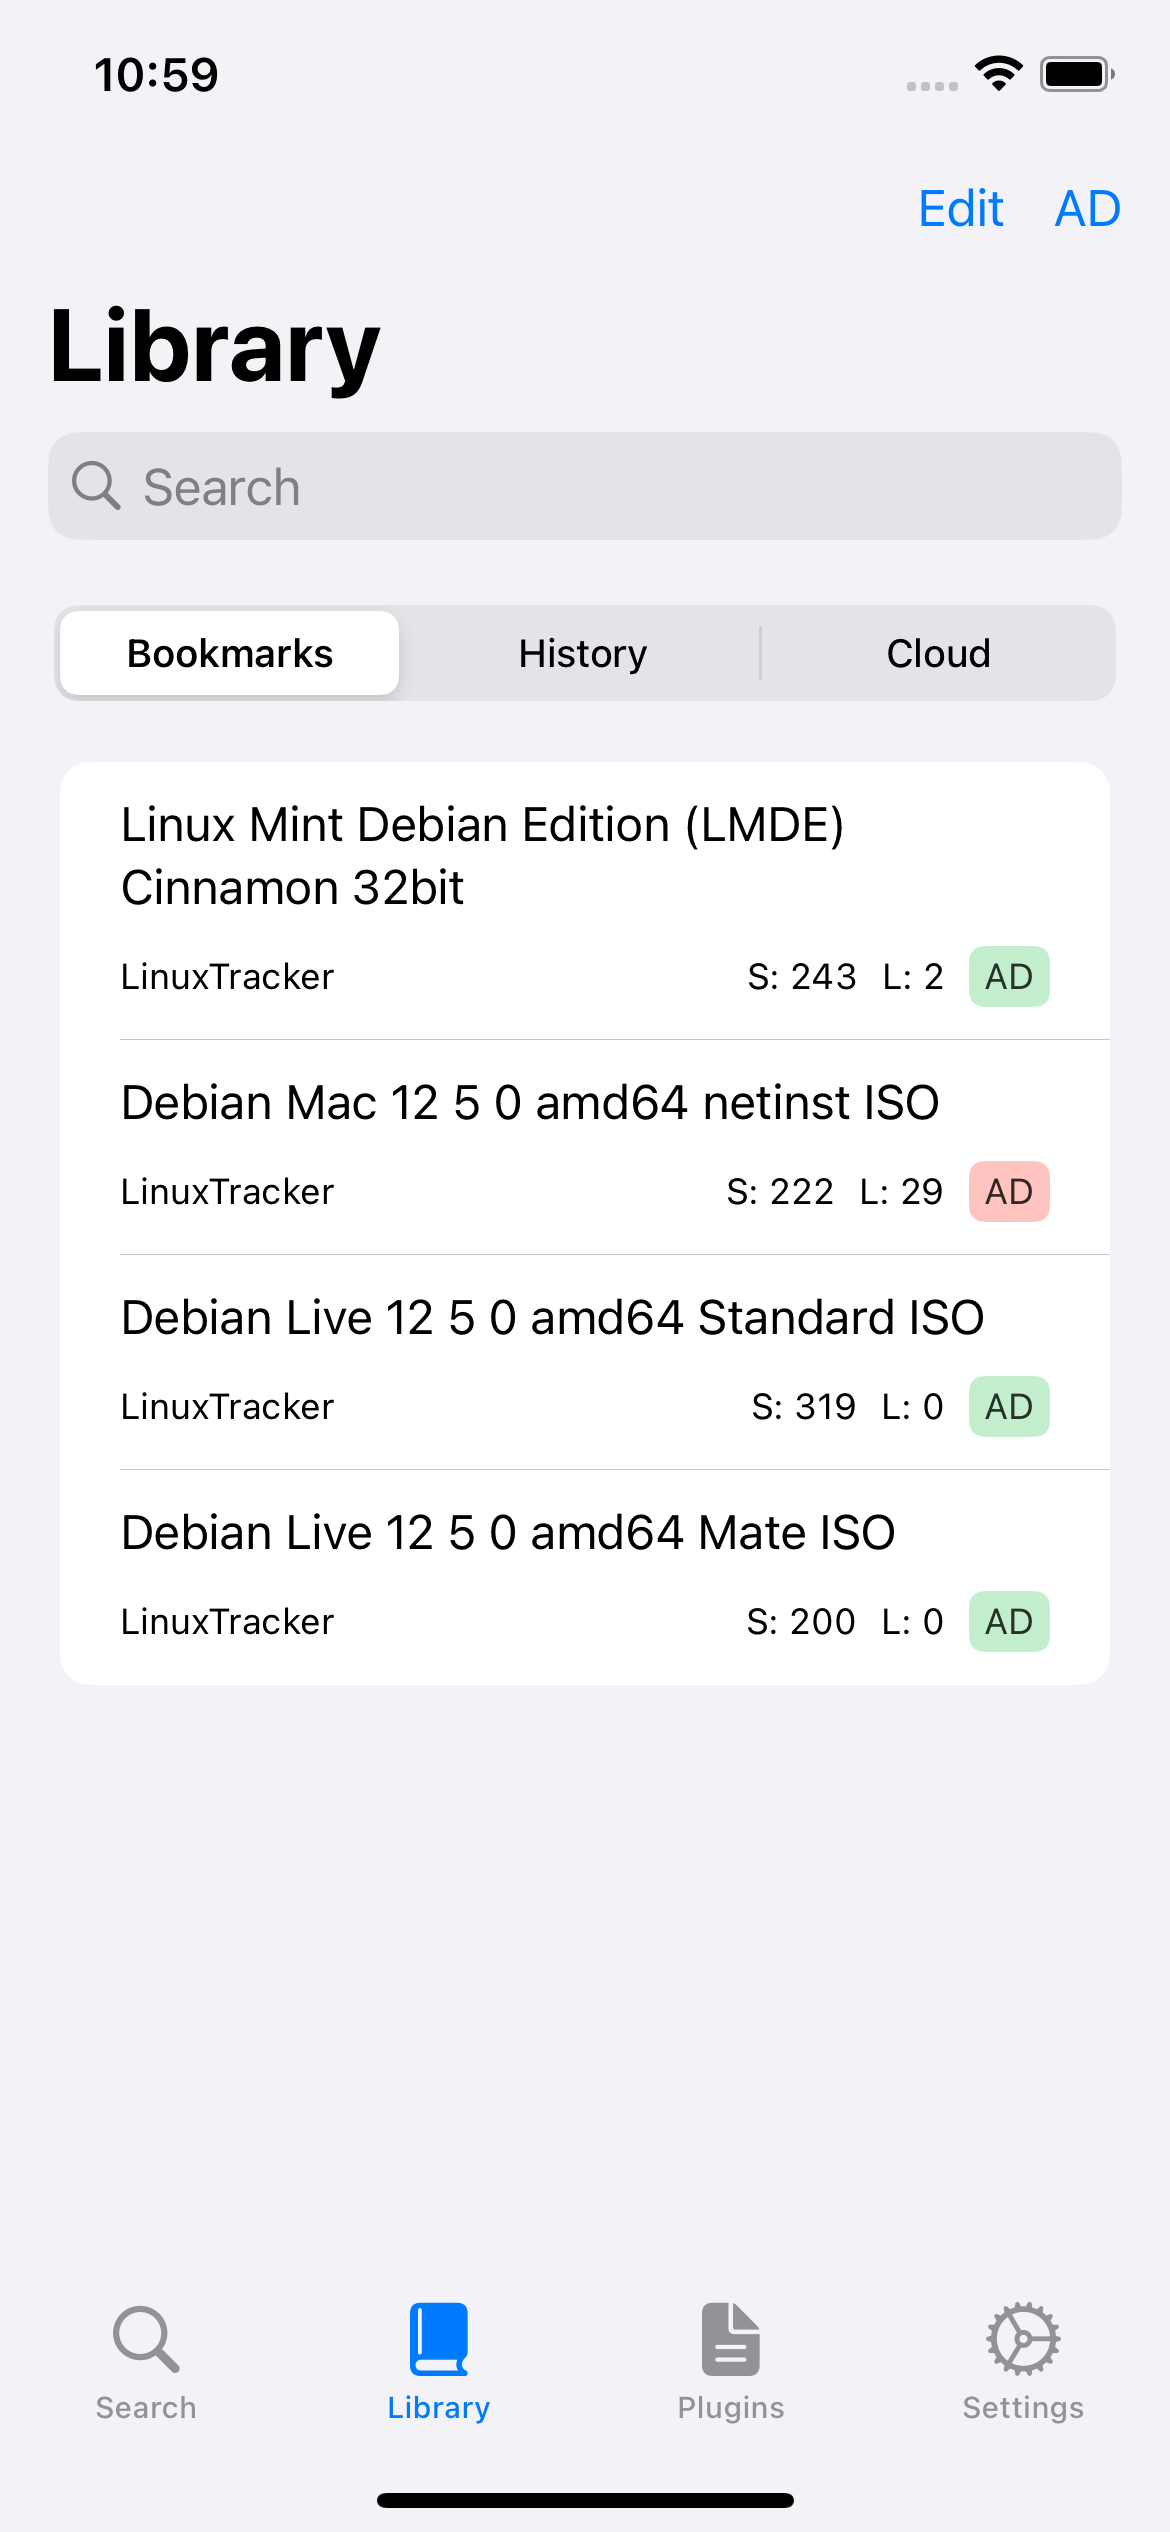 10:59
Edit AD
Library
Search
Bookmarks History Cloud
Linux Mint Debian Edition (LMDE)
Cinnamon 32bit
LinuxTracker S: 243 L: 2 AD
Debian Mac 12 5 0 amd64 netinst ISO
LinuxTracker S: 222 L: 29 AD
Debian Live 12 5 0 amd64 Standard ISO
LinuxTracker S: 319 L: 0 AD
Debian Live 12 5 0 amd64 Mate ISO
LinuxTracker S: 200 L: 0 AD
Search Library Plugins Settings